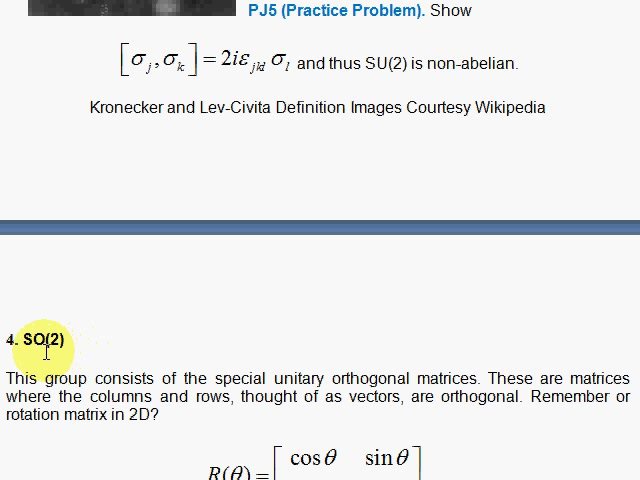 PJ5 (Practice Problem). Show
[σj, σk] = 2iεjkl σl and thus SU(2) is non-abelian.
Kronecker and Lev-Civita Definition Images Courtesy Wikipedia
4. SO(2)
This group consists of the special unitary orthogonal matrices. These are matrices
where the columns and rows, thought of as vectors, are orthogonal. Remember or
rotation matrix in 2D?
R(θ) = [ cosθ sinθ ]